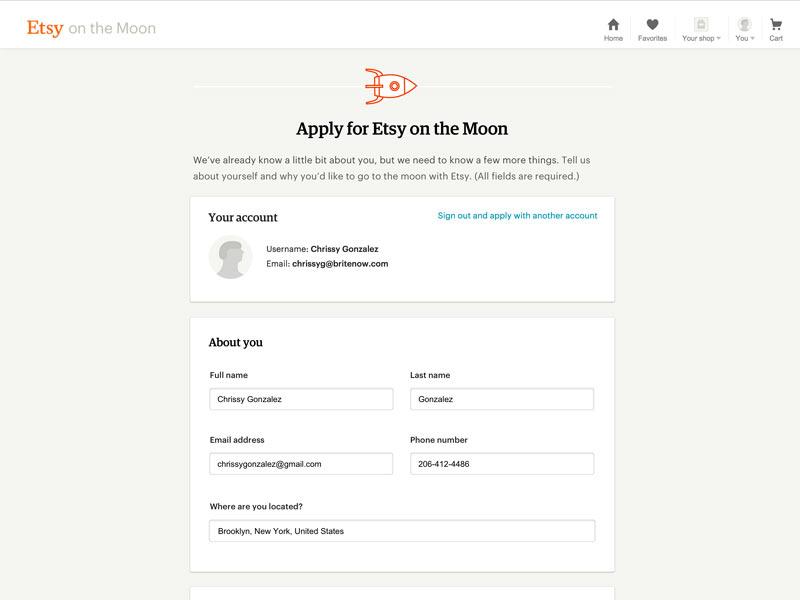 Etsy on the Moon
Home
Favorites
Your shop
You
Cart
Apply for Etsy on the Moon
We've already know a little bit about you, but we need to know a few more things. Tell us
about yourself and why you'd like to go to the moon with Etsy. (All fields are required.)
Your account
Sign out and apply with another account
Username: Chrissy Gonzalez
Email: chrissyg@britenow.com
About you
Full name
Last name
Chrissy Gonzalez
Gonzalez
Email address
Phone number
chrissygonzalez@gmail.com
206-412-4486
Where are you located?
Brooklyn, New York, United States